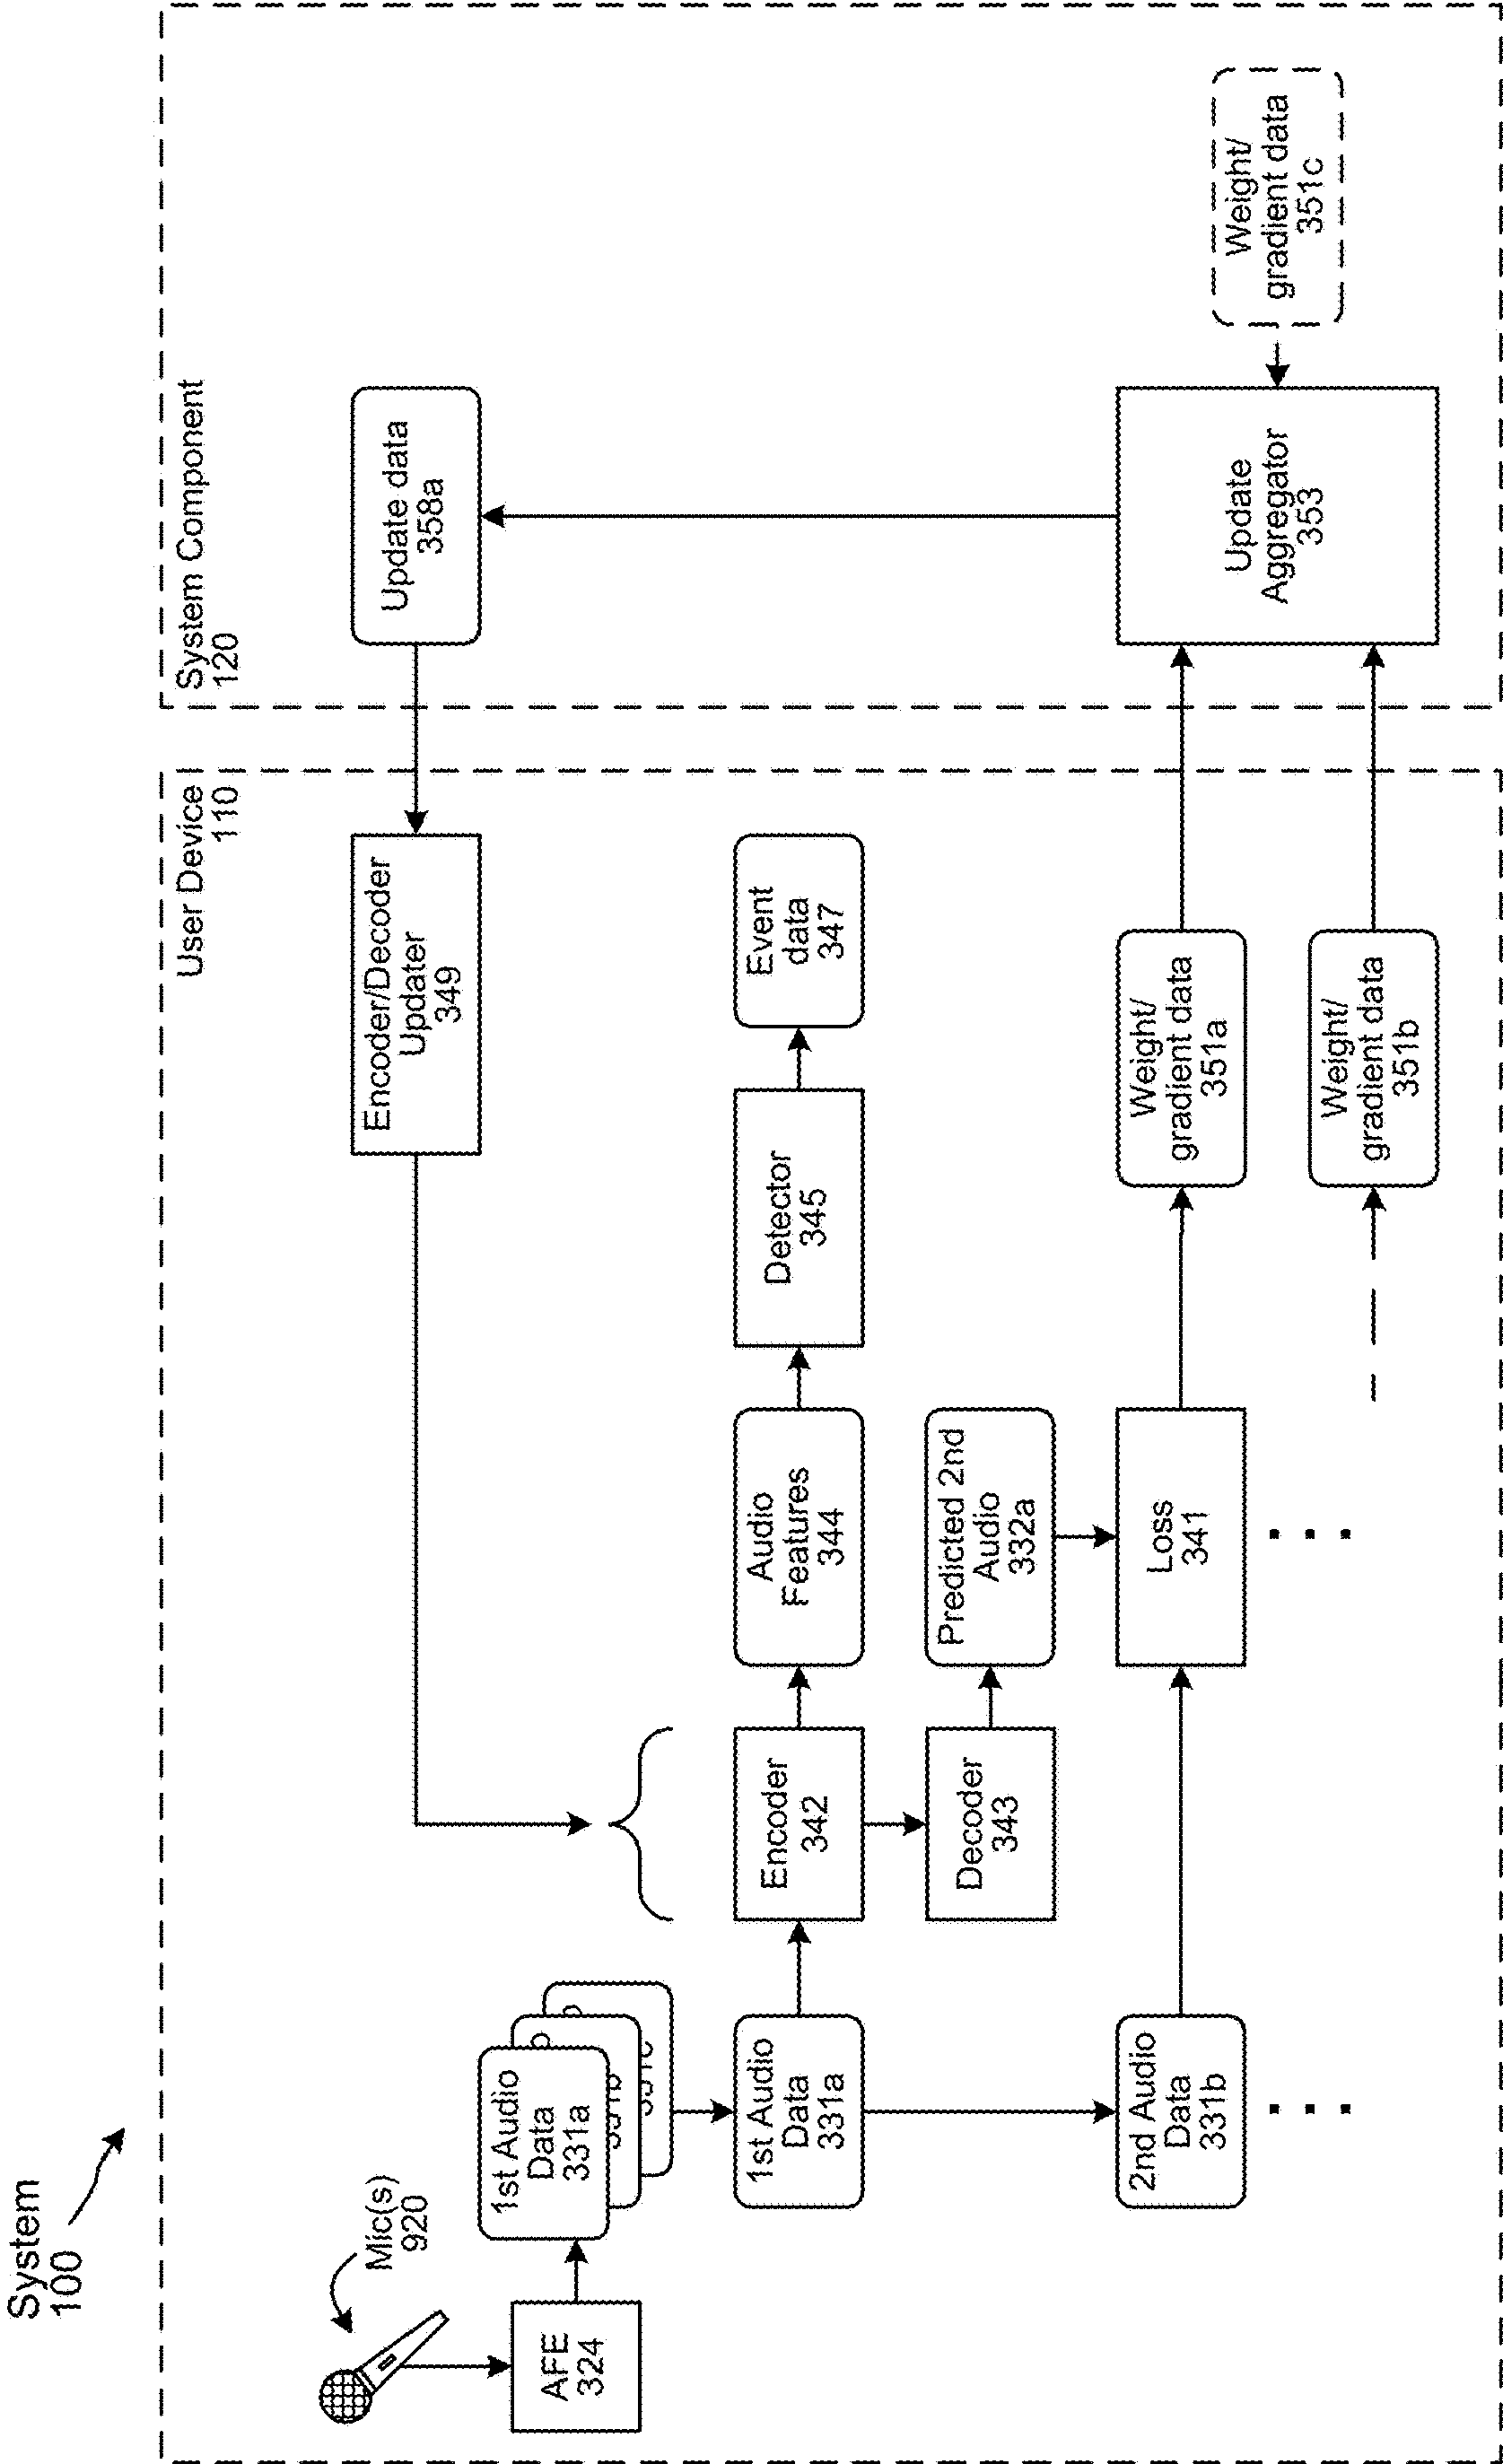 System
100
Mic(s)
920
AFE
324
1st Audio
Data
331a
331b
331c
User Device
110
System Component
120
Encoder/Decoder
Updater
349
Update data
358a
1st Audio
Data
331a
Encoder
342
Audio
Features
344
Detector
345
Event
data
347
Decoder
343
Predicted 2nd
Audio
332a
2nd Audio
Data
331b
Loss
341
Weight/
gradient data
351a
Weight/
gradient data
351b
Update
Aggregator
353
Weight/
gradient data
351c